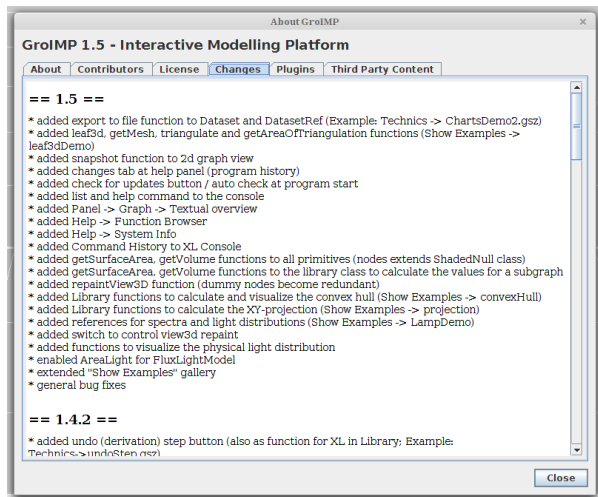 About GroIMP
GroIMP 1.5 - Interactive Modelling Platform
About Contributors License Changes Plugins Third Party Content
== 1.5 ==
* added export to file function to Dataset and DatasetRef (Example: Technics -> ChartsDemo2.gsz)
* added leaf3d, getMesh, triangulate and getAreaOfTriangulation functions (Show Examples ->
leaf3dDemo)
* added snapshot function to 2d graph view
* added changes tab at help panel (program history)
* added check for updates button / auto check at program start
* added list and help command to the console
* added Panel -> Graph -> Textual overview
* added Help -> Function Browser
* added Help -> System Info
* added Command History to XL Console
* added getSurfaceArea, getVolume functions to all primitives (nodes extends ShadedNull class)
* added getSurfaceArea, getVolume functions to the library class to calculate the values for a subgraph
* added repaintView3D function (dummy nodes become redundant)
* added Library functions to calculate and visualize the convex hull (Show Examples -> convexHull)
* added Library functions to calculate the XY-projection (Show Examples -> projection)
* added references for spectra and light distributions (Show Examples -> LampDemo)
* added switch to control view3d repaint
* added functions to visualize the physical light distribution
* enabled AreaLight for FluxLightModel
* extended "Show Examples" gallery
* general bug fixes
== 1.4.2 ==
* added undo (derivation) step button (also as function for XL in Library; Example:
Technics->undoStep.gsz)
Close